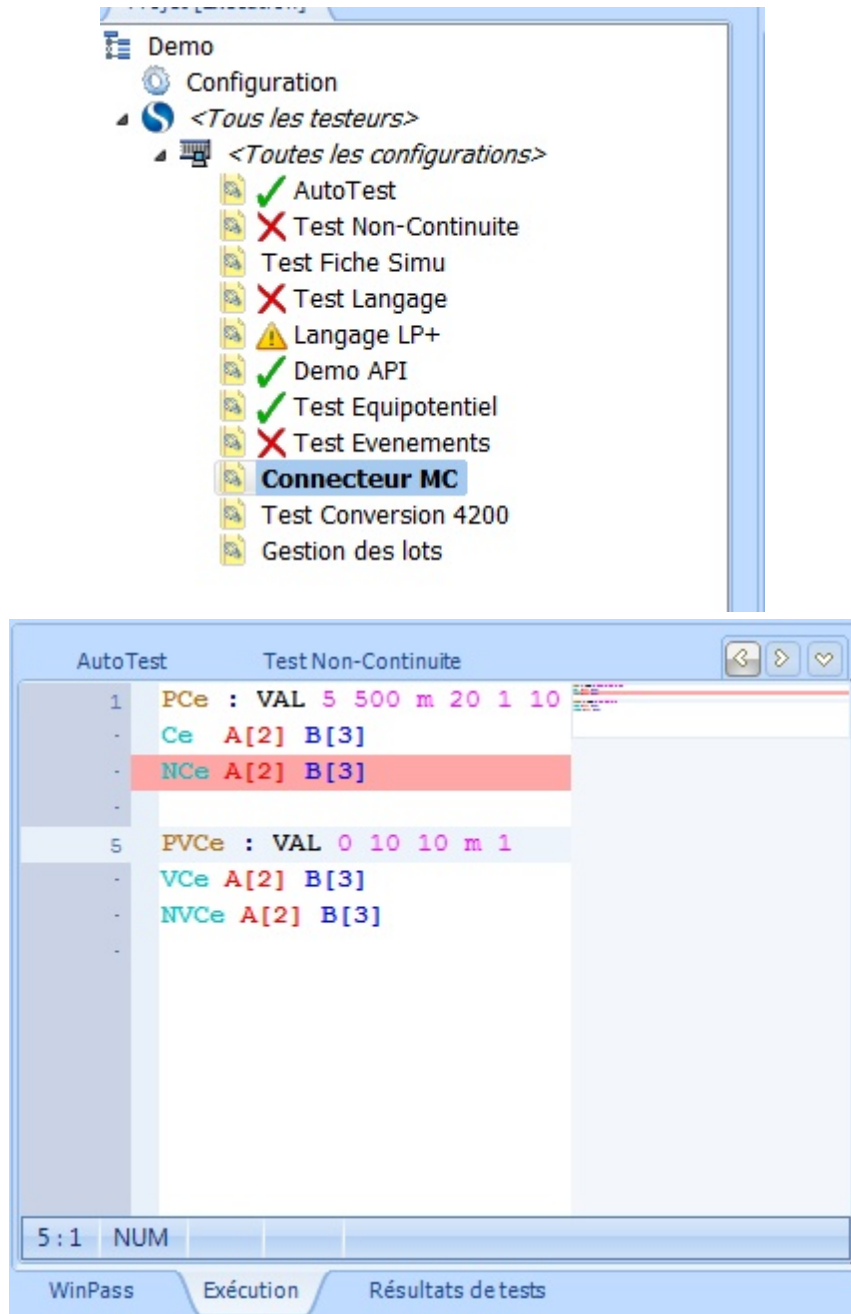 Demo
Configuration
<Tous les testeurs>
<Toutes les configurations>
AutoTest
Test Non-Continuite
Test Fiche Simu
Test Langage
Langage LP+
Demo API
Test Equipotentiel
Test Evenements
Connecteur MC
Test Conversion 4200
Gestion des lots
AutoTest Test Non-Continuite
1 PCe : VAL 5 500 m 20 1 10
- Ce A[2] B[3]
- NCe A[2] B[3]
-
5 PVCe : VAL 0 10 10 m 1
- VCe A[2] B[3]
- NVCe A[2] B[3]
-
5 : 1 NUM
WinPass Exécution Résultats de tests